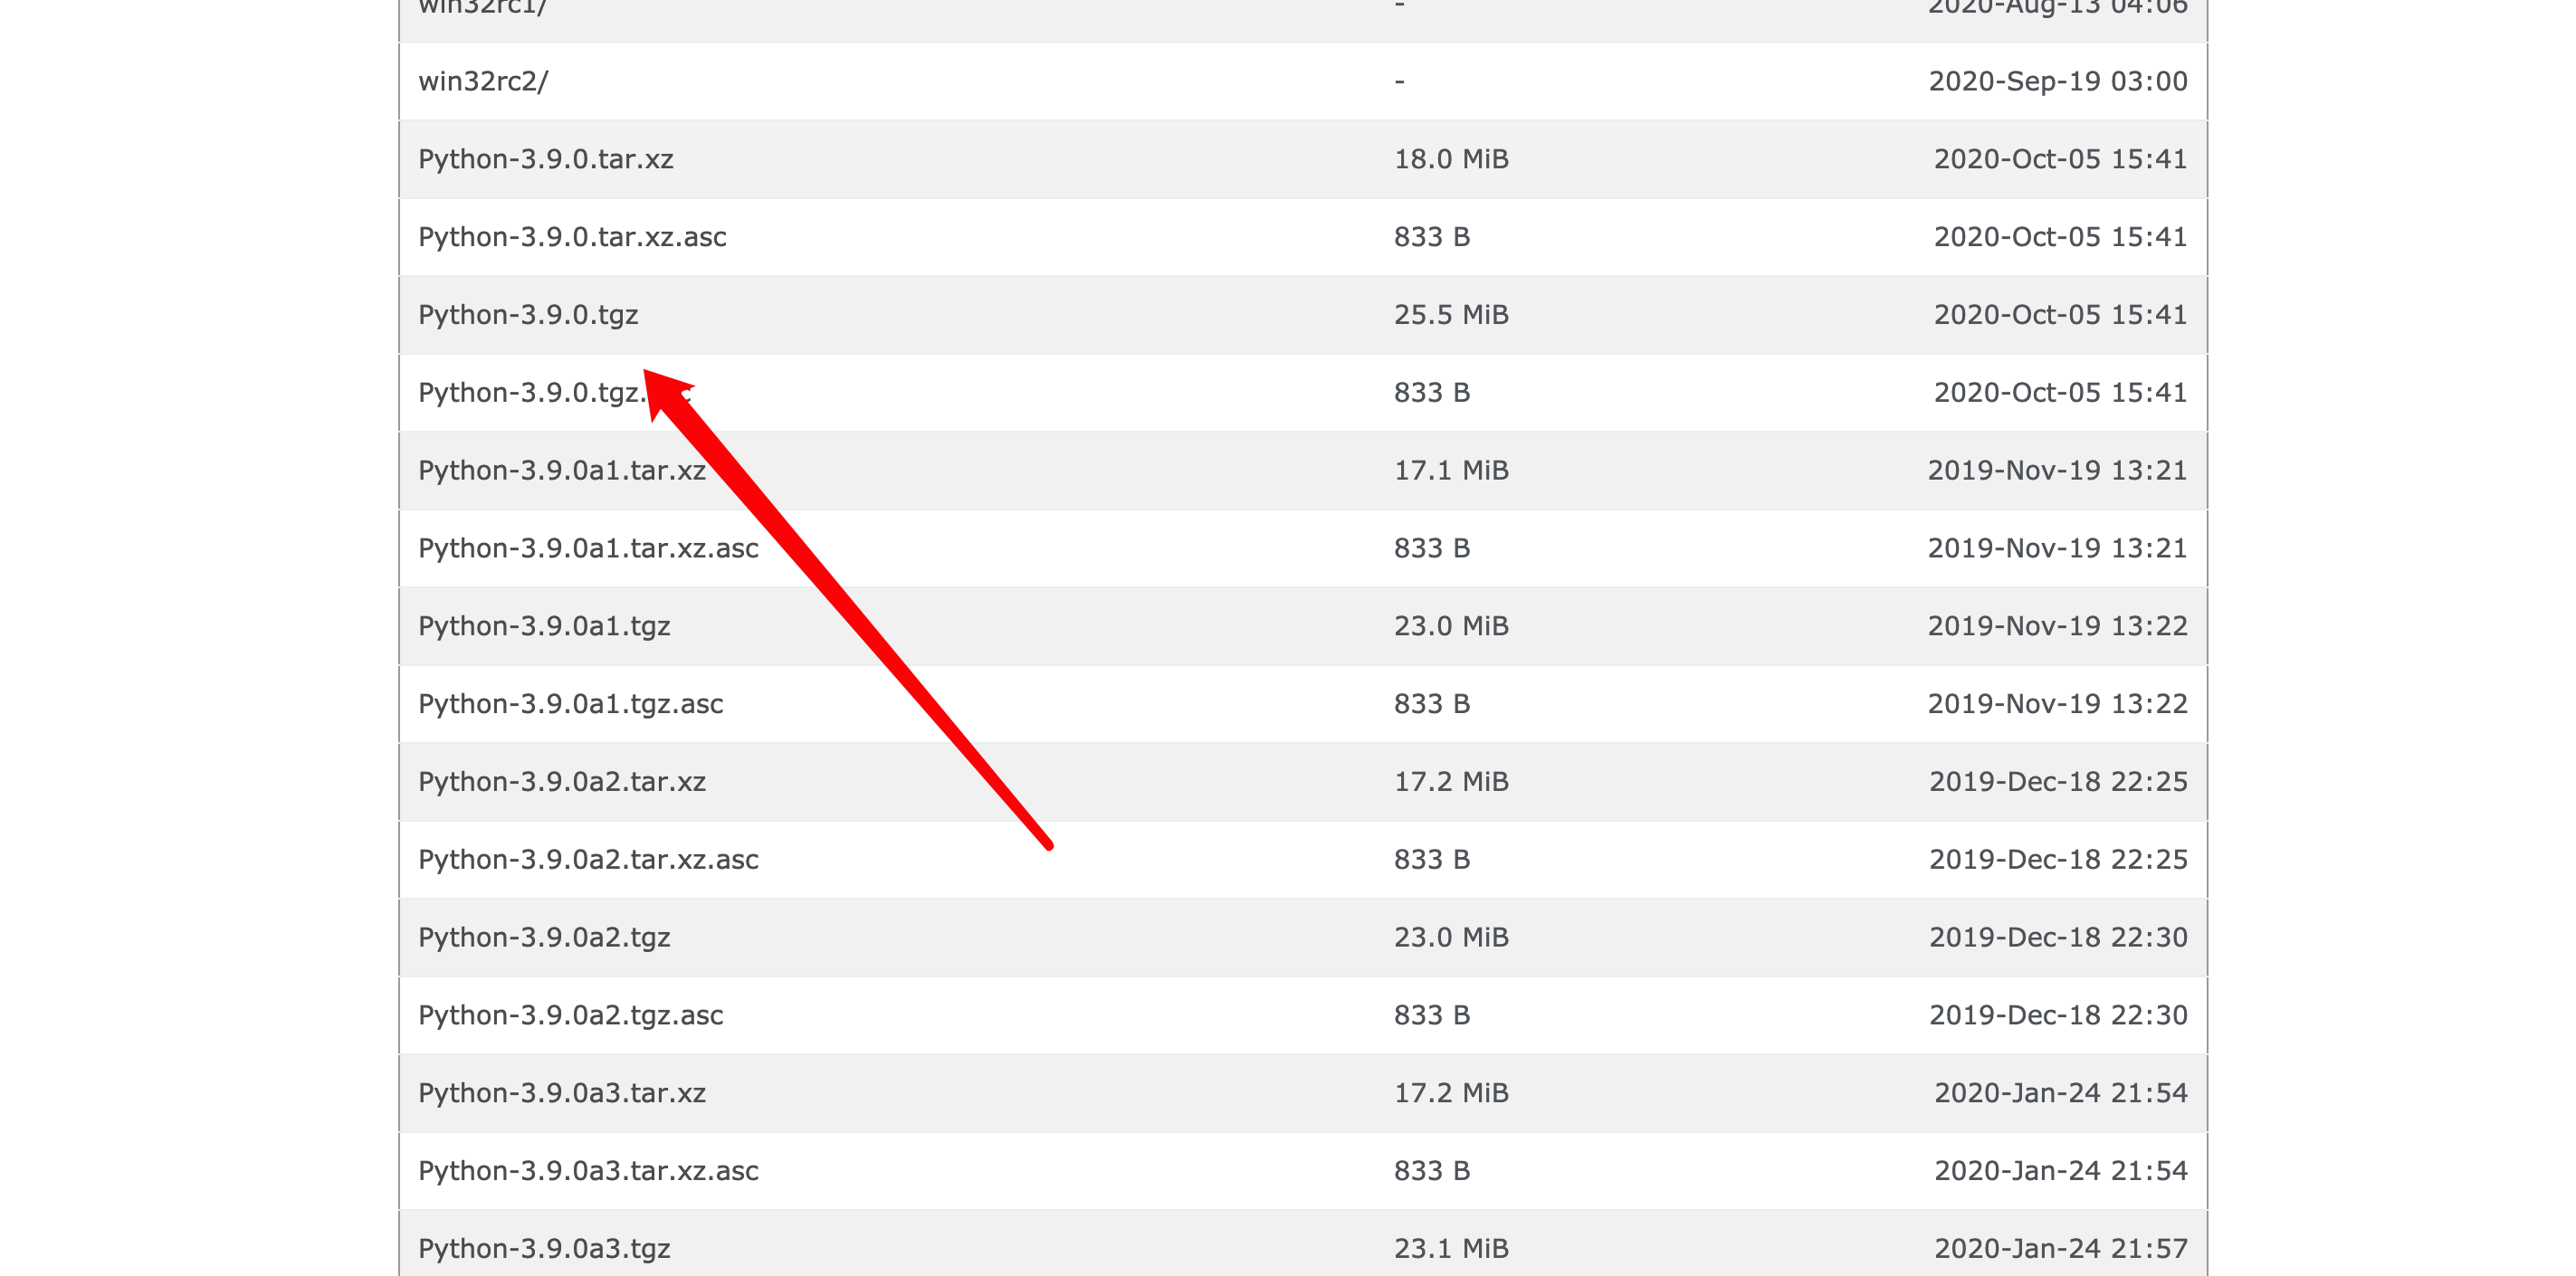 win32rc1/ - 2020-Aug-13 04:06
win32rc2/ - 2020-Sep-19 03:00
Python-3.9.0.tar.xz 18.0 MiB 2020-Oct-05 15:41
Python-3.9.0.tar.xz.asc 833 B 2020-Oct-05 15:41
Python-3.9.0.tgz 25.5 MiB 2020-Oct-05 15:41
Python-3.9.0.tgz. c 833 B 2020-Oct-05 15:41
Python-3.9.0a1.tar.xz 17.1 MiB 2019-Nov-19 13:21
Python-3.9.0a1.tar.xz.asc 833 B 2019-Nov-19 13:21
Python-3.9.0a1.tgz 23.0 MiB 2019-Nov-19 13:22
Python-3.9.0a1.tgz.asc 833 B 2019-Nov-19 13:22
Python-3.9.0a2.tar.xz 17.2 MiB 2019-Dec-18 22:25
Python-3.9.0a2.tar.xz.asc 833 B 2019-Dec-18 22:25
Python-3.9.0a2.tgz 23.0 MiB 2019-Dec-18 22:30
Python-3.9.0a2.tgz.asc 833 B 2019-Dec-18 22:30
Python-3.9.0a3.tar.xz 17.2 MiB 2020-Jan-24 21:54
Python-3.9.0a3.tar.xz.asc 833 B 2020-Jan-24 21:54
Python-3.9.0a3.tgz 23.1 MiB 2020-Jan-24 21:57